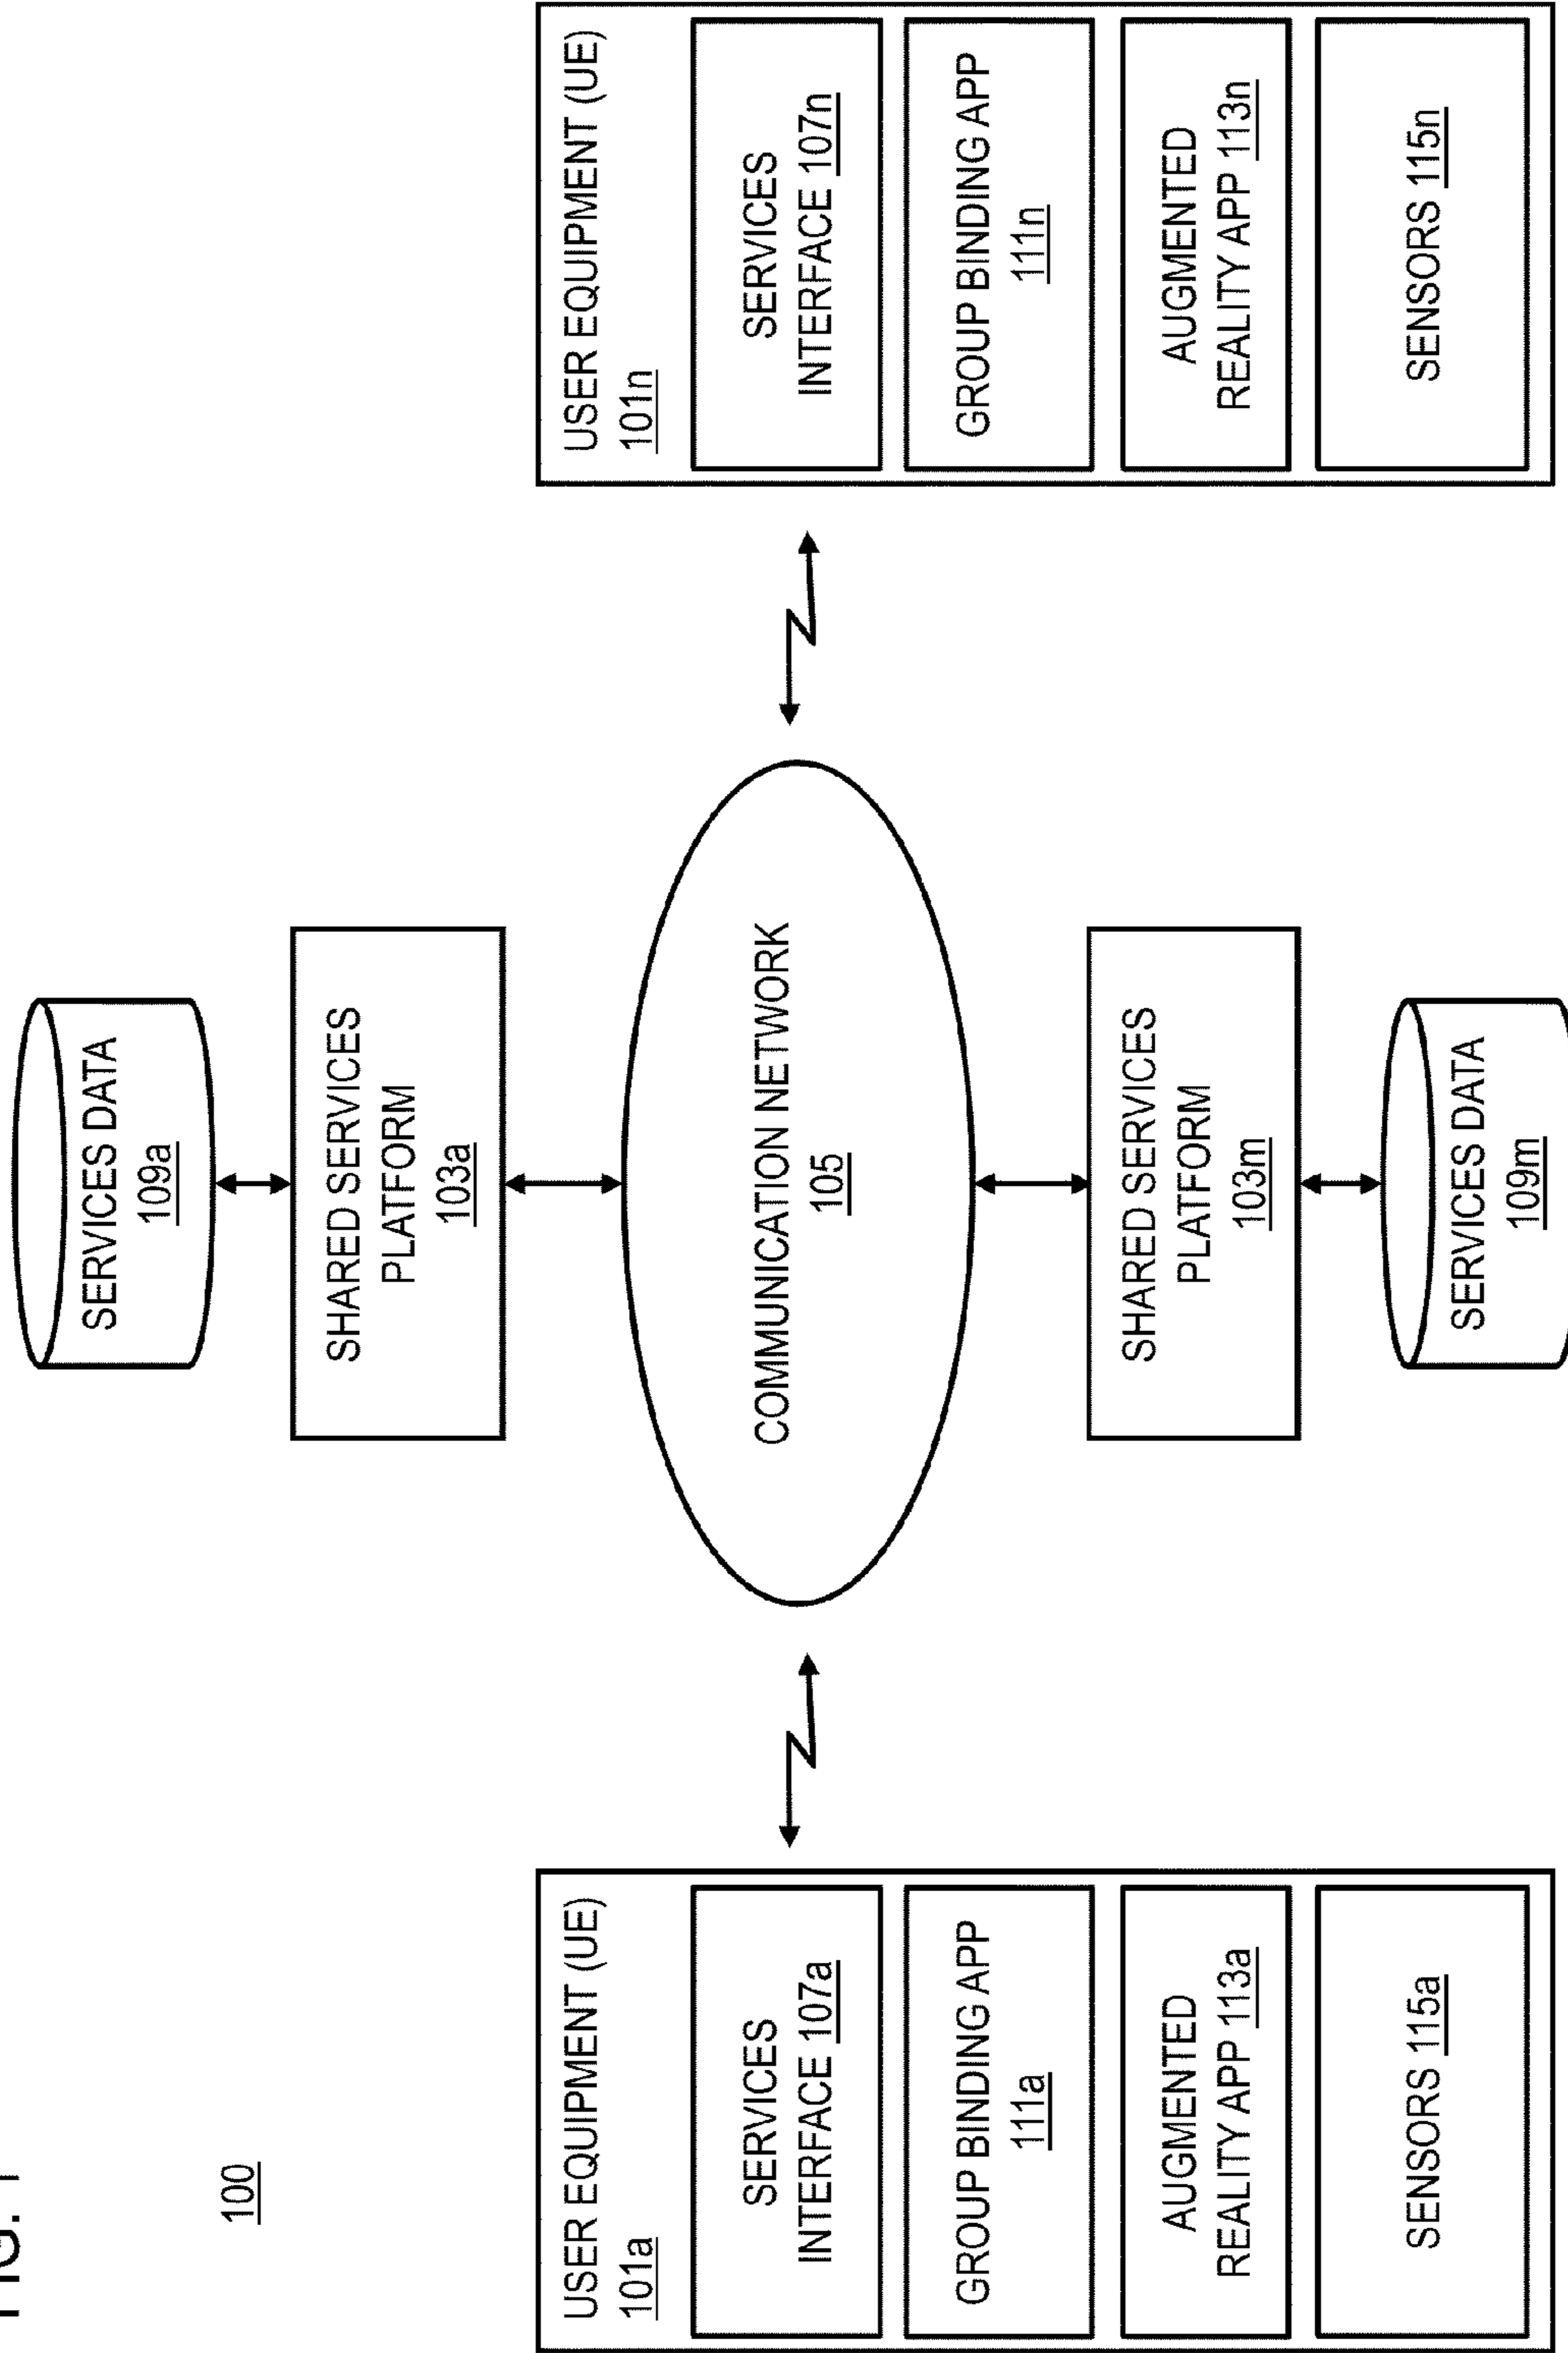 FIG. 1
100
SERVICES DATA
109a
SHARED SERVICES
PLATFORM
103a
USER EQUIPMENT (UE)
101a
SERVICES
INTERFACE 107a
GROUP BINDING APP
111a
AUGMENTED
REALITY APP 113a
SENSORS 115a
COMMUNICATION NETWORK
105
USER EQUIPMENT (UE)
101n
SERVICES
INTERFACE 107n
GROUP BINDING APP
111n
AUGMENTED
REALITY APP 113n
SENSORS 115n
SHARED SERVICES
PLATFORM
103m
SERVICES DATA
109m